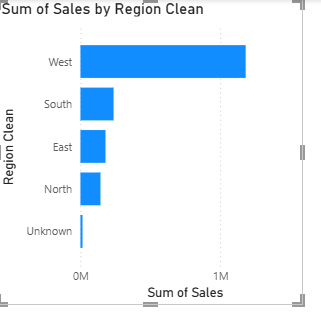 Sum of Sales by Region Clean
West
South
East
North
Unknown
Region Clean
0M
1M
Sum of Sales